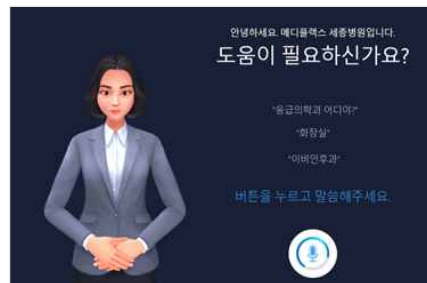 안녕하세요. 메디플렉스 세종병원입니다.
도움이 필요하신가요?
"응급의학과 어디야?"
"화장실"
"이비인후과"
버튼을 누르고 말씀해주세요.